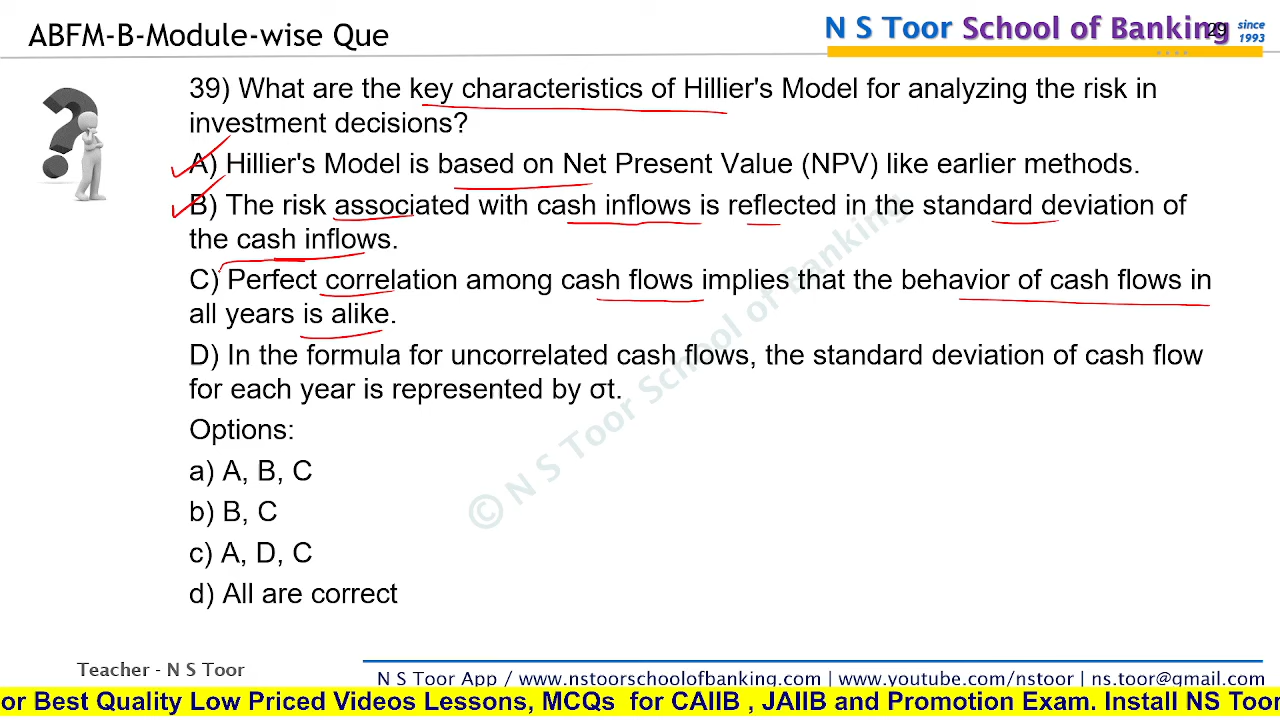 ABFM-B-Module-wise Que
N S Toor School of Banking
29
since
1993
39) What are the key characteristics of Hillier's Model for analyzing the risk in
investment decisions?
A) Hillier's Model is based on Net Present Value (NPV) like earlier methods.
B) The risk associated with cash inflows is reflected in the standard deviation of
the cash inflows.
C) Perfect correlation among cash flows implies that the behavior of cash flows in
all years is alike.
D) In the formula for uncorrelated cash flows, the standard deviation of cash flow
for each year is represented by σt.
Options:
a) A, B, C
b) B, C
c) A, D, C
d) All are correct
© N S Toor School of Banking
Teacher - N S Toor
N S Toor App / www.nstoorschoolofbanking.com | www.youtube.com/nstoor | ns.toor@gmail.com
or Best Quality Low Priced Videos Lessons, MCQs for CAIIB , JAIIB and Promotion Exam. Install NS Toor